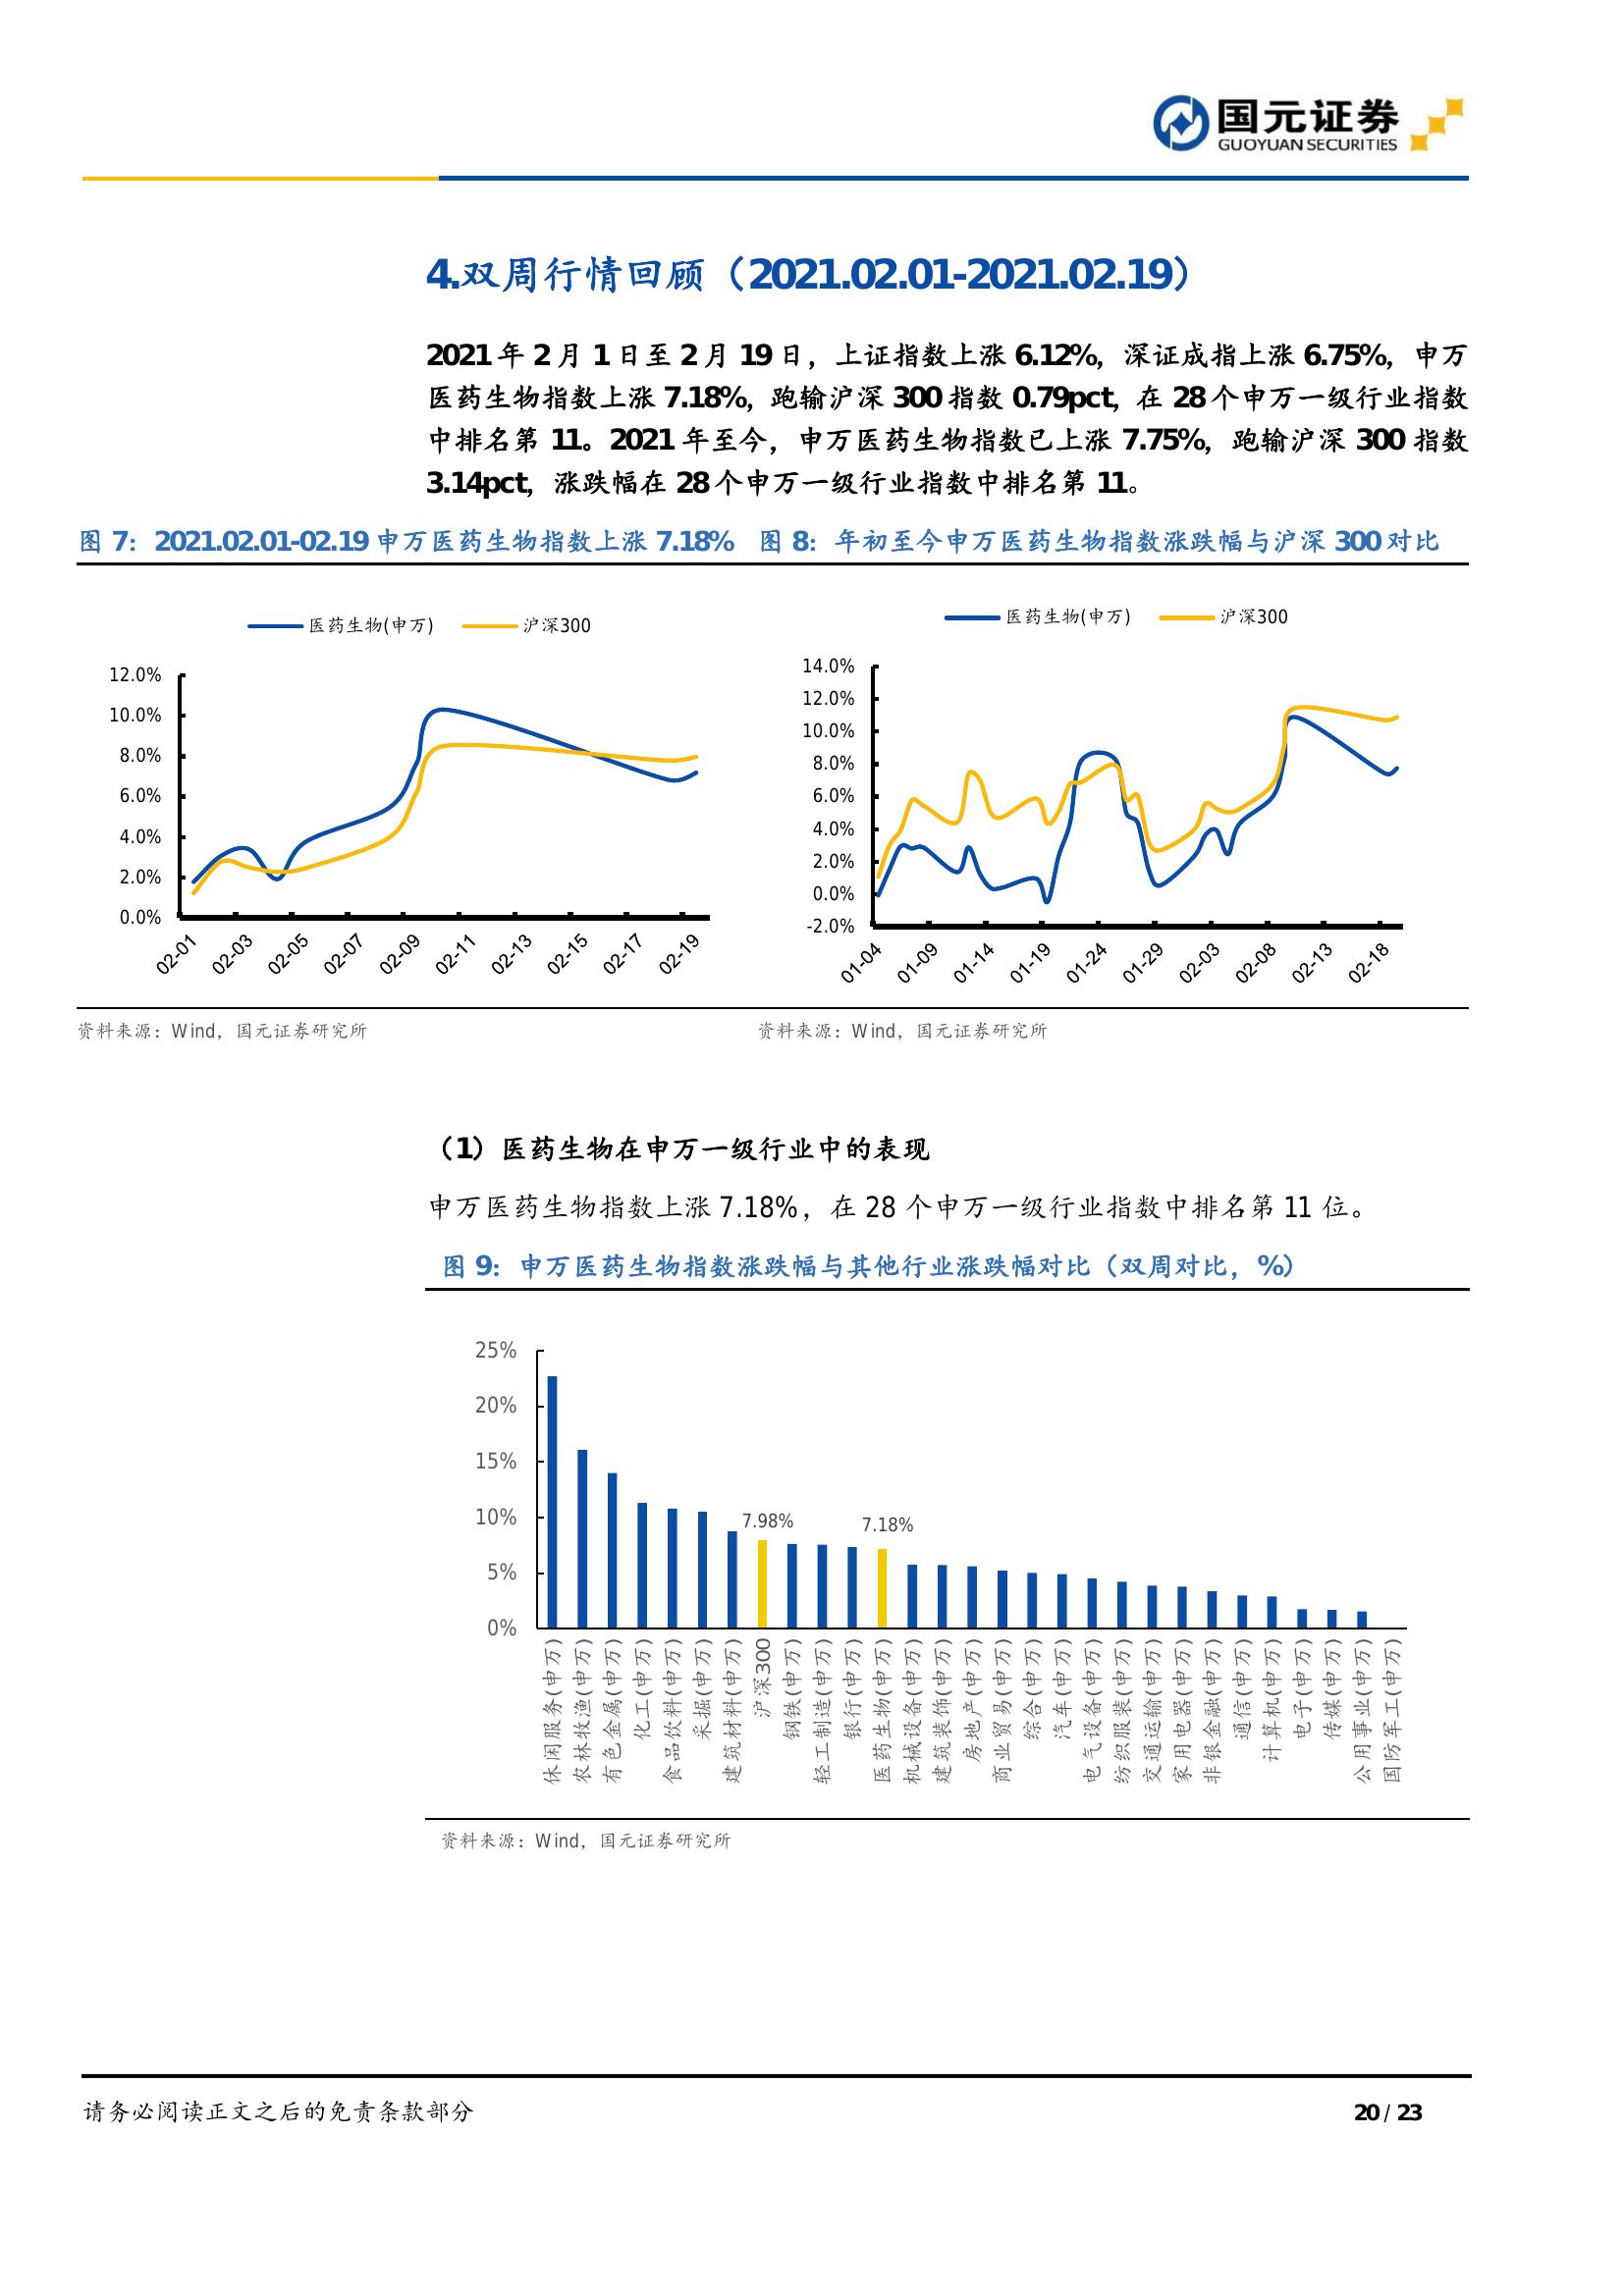 国元证券
GUOYUAN SECURITIES
4.双周行情回顾（2021.02.01-2021.02.19）
2021年2月1日至2月19日，上证指数上涨6.12%，深证成指上涨6.75%，申万
医药生物指数上涨7.18%，跑输沪深300指数0.79pct，在28个申万一级行业指数
中排名第11。2021年至今，申万医药生物指数已上涨7.75%，跑输沪深300指数
3.14pct，涨跌幅在28个申万一级行业指数中排名第11。
图7：2021.02.01-02.19申万医药生物指数上涨7.18%
图8：年初至今申万医药生物指数涨跌幅与沪深300对比
医药生物(申万) 沪深300
12.0%
10.0%
8.0%
6.0%
4.0%
2.0%
0.0%
02-01 02-03 02-05 02-07 02-09 02-11 02-13 02-15 02-17 02-19
医药生物(申万) 沪深300
14.0%
12.0%
10.0%
8.0%
6.0%
4.0%
2.0%
0.0%
-2.0%
01-04 01-09 01-14 01-19 01-24 01-29 02-03 02-08 02-13 02-18
资料来源：Wind，国元证券研究所
资料来源：Wind，国元证券研究所
（1）医药生物在申万一级行业中的表现
申万医药生物指数上涨7.18%，在28个申万一级行业指数中排名第11位。
图9：申万医药生物指数涨跌幅与其他行业涨跌幅对比（双周对比，%）
25%
20%
15%
10%
5%
0%
7.98%
7.18%
休闲服务(申万)
农林牧渔(申万)
有色金属(申万)
化工(申万)
食品饮料(申万)
采掘(申万)
建筑材料(申万)
沪深300
钢铁(申万)
轻工制造(申万)
银行(申万)
医药生物(申万)
机械设备(申万)
建筑装饰(申万)
房地产(申万)
商业贸易(申万)
综合(申万)
汽车(申万)
电气设备(申万)
纺织服装(申万)
交通运输(申万)
家用电器(申万)
非银金融(申万)
通信(申万)
计算机(申万)
电子(申万)
传媒(申万)
公用事业(申万)
国防军工(申万)
资料来源：Wind，国元证券研究所
请务必阅读正文之后的免责条款部分
20 / 23